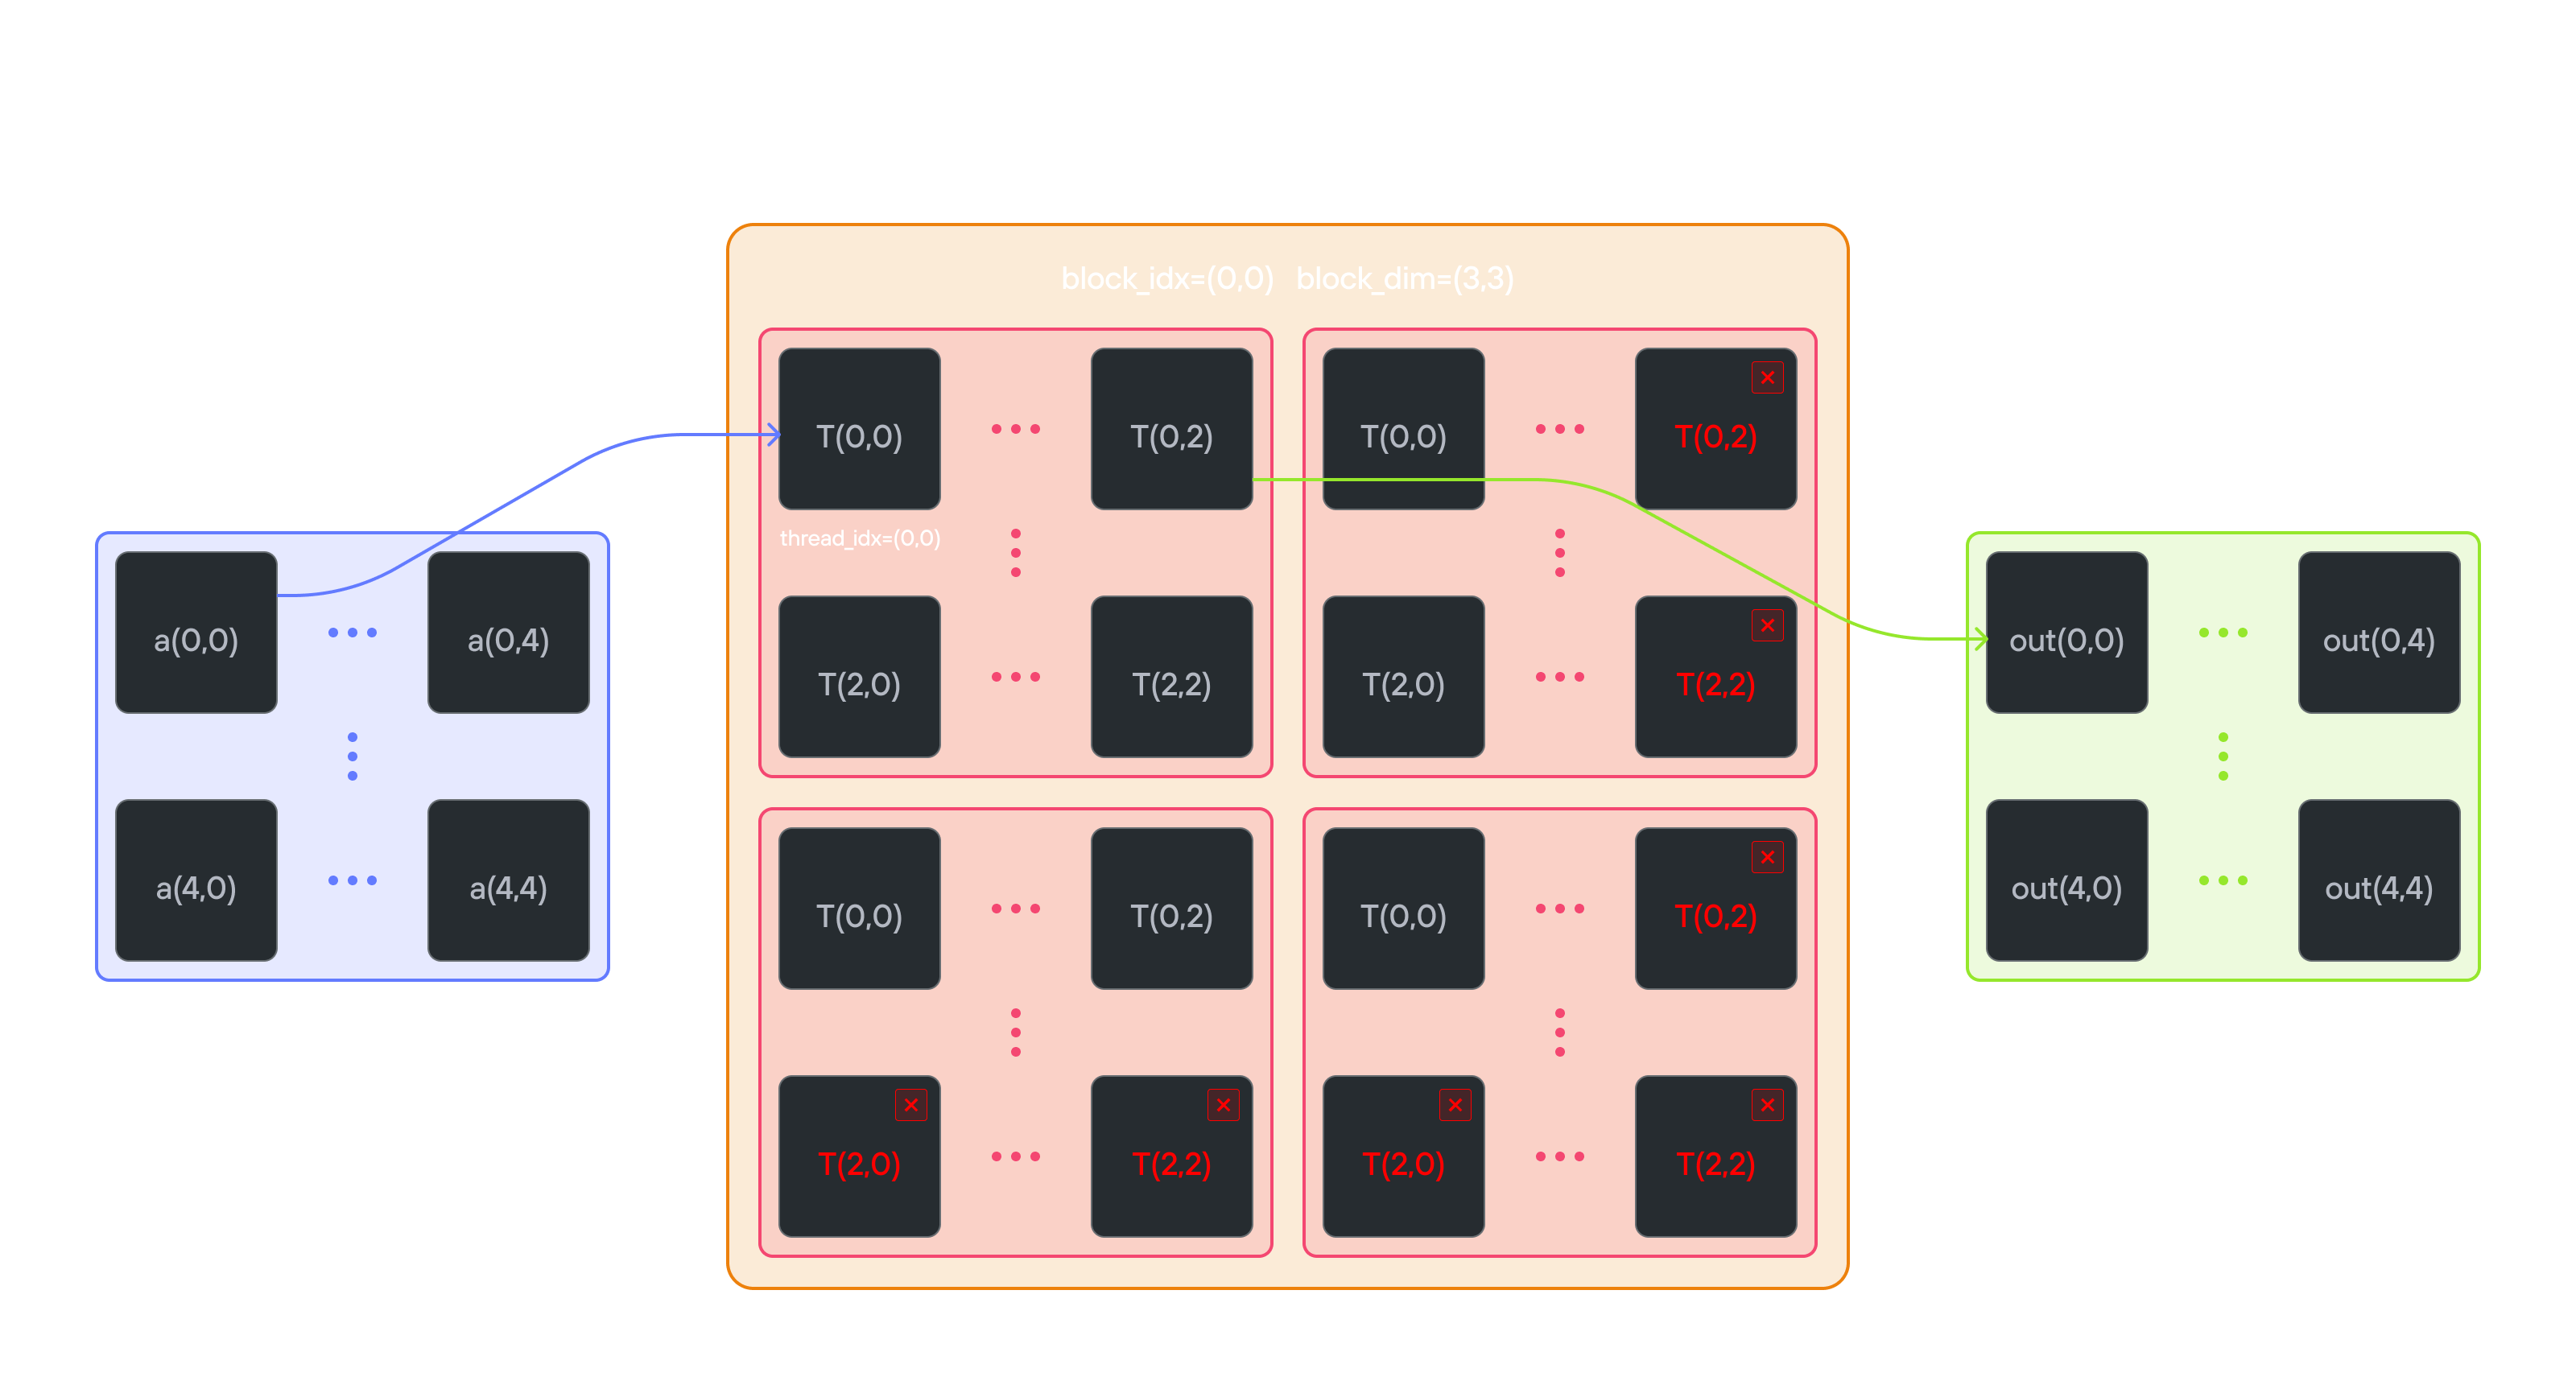 block_idx=(0,0) block_dim=(3,3)
T(0,0) T(0,2) T(0,0) T(0,2)
thread_idx=(0,0)
T(2,0) T(2,2) T(2,0) T(2,2)
T(0,0) T(0,2) T(0,0) T(0,2)
T(2,0) T(2,2) T(2,0) T(2,2)
a(0,0) a(0,4)
a(4,0) a(4,4)
out(0,0) out(0,4)
out(4,0) out(4,4)